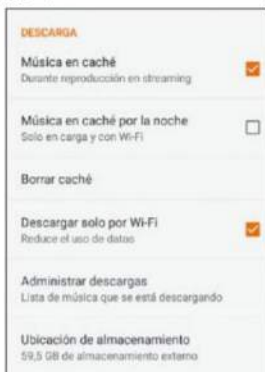 DESCARGA
Música en caché
Durante reproducción en streaming
Música en caché por la noche
Solo en carga y con Wi-Fi
Borrar caché
Descargar solo por Wi-Fi
Reduce el uso de datos
Administrar descargas
Lista de música que se está descargando
Ubicación de almacenamiento
59,5 GB de almacenamiento externo